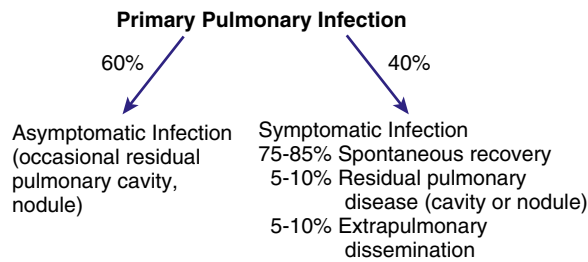 Primary Pulmonary Infection
60%
40%
Asymptomatic Infection
(occasional residual
pulmonary cavity,
nodule)
Symptomatic Infection
75-85% Spontaneous recovery
5-10% Residual pulmonary
disease (cavity or nodule)
5-10% Extrapulmonary
dissemination